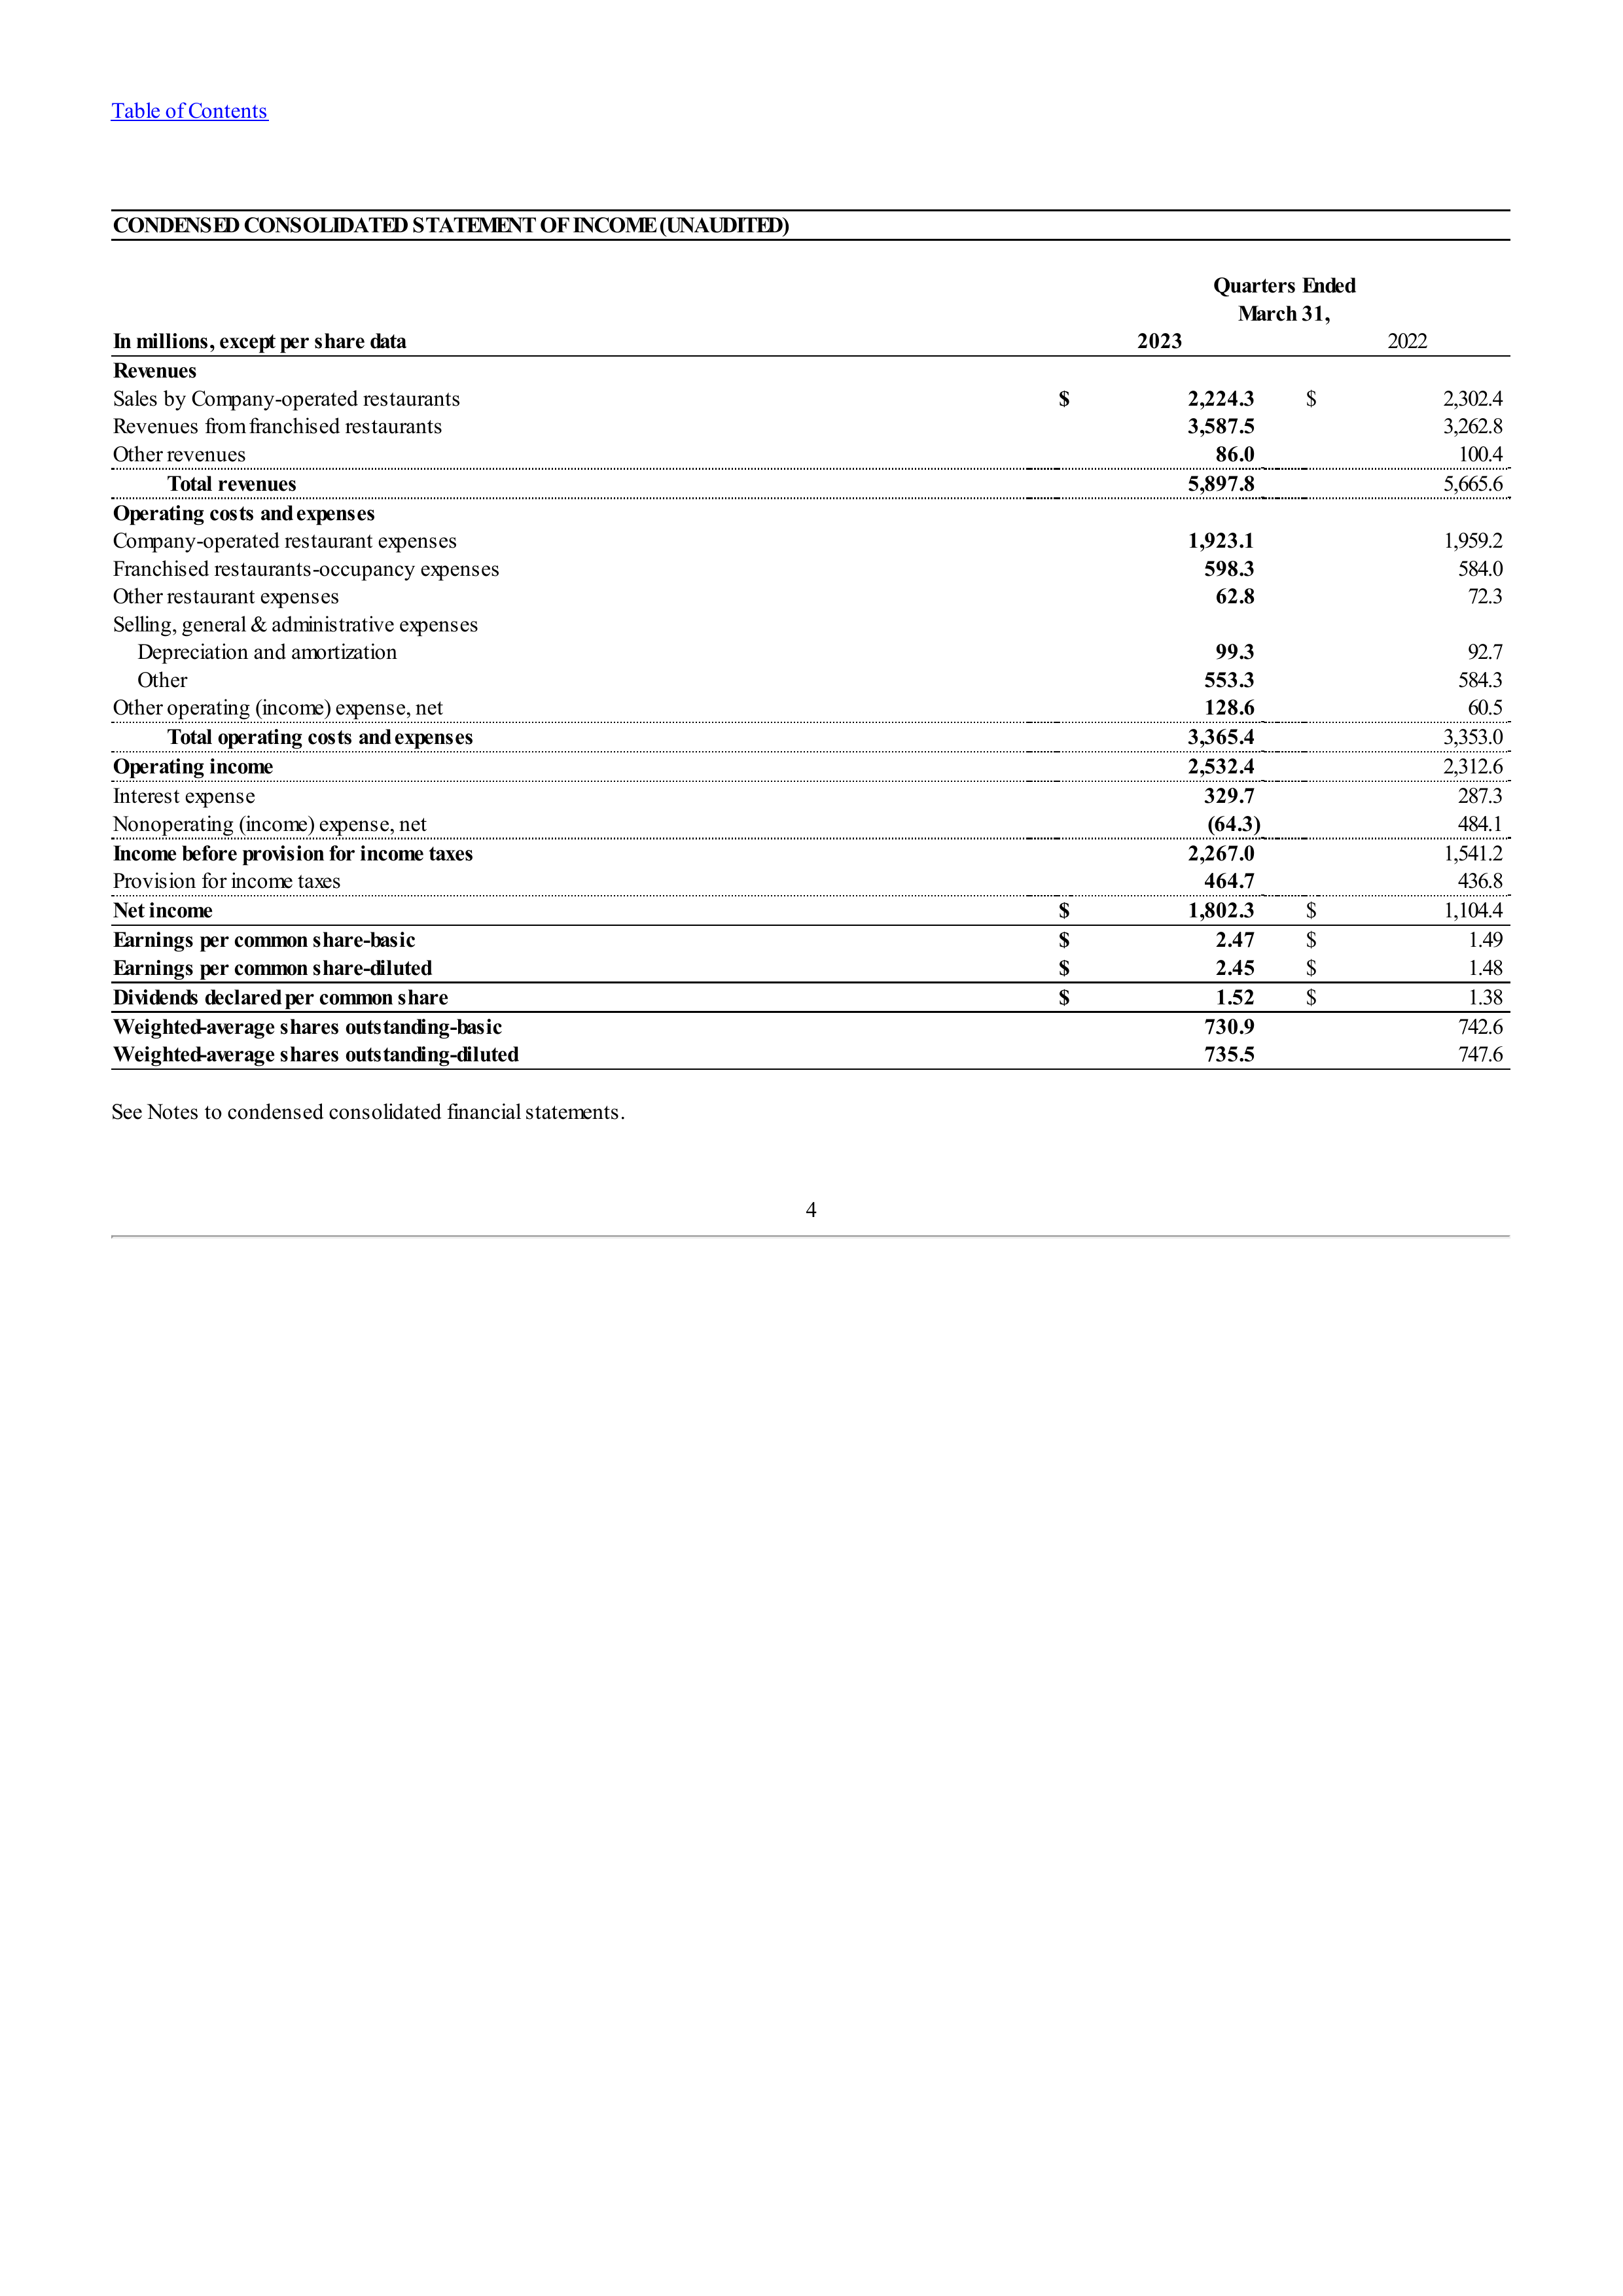 Table of Contents
CONDENSED CONSOLIDATED STATEMENT OF INCOME (UNAUDITED)
Quarters Ended
March 31,
In millions, except per share data 2023 2022
Revenues
Sales by Company-operated restaurants $ 2,224.3 $ 2,302.4
Revenues from franchised restaurants 3,587.5 3,262.8
Other revenues 86.0 100.4
Total revenues 5,897.8 5,665.6
Operating costs and expenses
Company-operated restaurant expenses 1,923.1 1,959.2
Franchised restaurants-occupancy expenses 598.3 584.0
Other restaurant expenses 62.8 72.3
Selling, general & administrative expenses
Depreciation and amortization 99.3 92.7
Other 553.3 584.3
Other operating (income) expense, net 128.6 60.5
Total operating costs and expenses 3,365.4 3,353.0
Operating income 2,532.4 2,312.6
Interest expense 329.7 287.3
Nonoperating (income) expense, net (64.3) 484.1
Income before provision for income taxes 2,267.0 1,541.2
Provision for income taxes 464.7 436.8
Net income $ 1,802.3 $ 1,104.4
Earnings per common share-basic $ 2.47 $ 1.49
Earnings per common share-diluted $ 2.45 $ 1.48
Dividends declared per common share $ 1.52 $ 1.38
Weighted-average shares outstanding-basic 730.9 742.6
Weighted-average shares outstanding-diluted 735.5 747.6
See Notes to condensed consolidated financial statements.
4